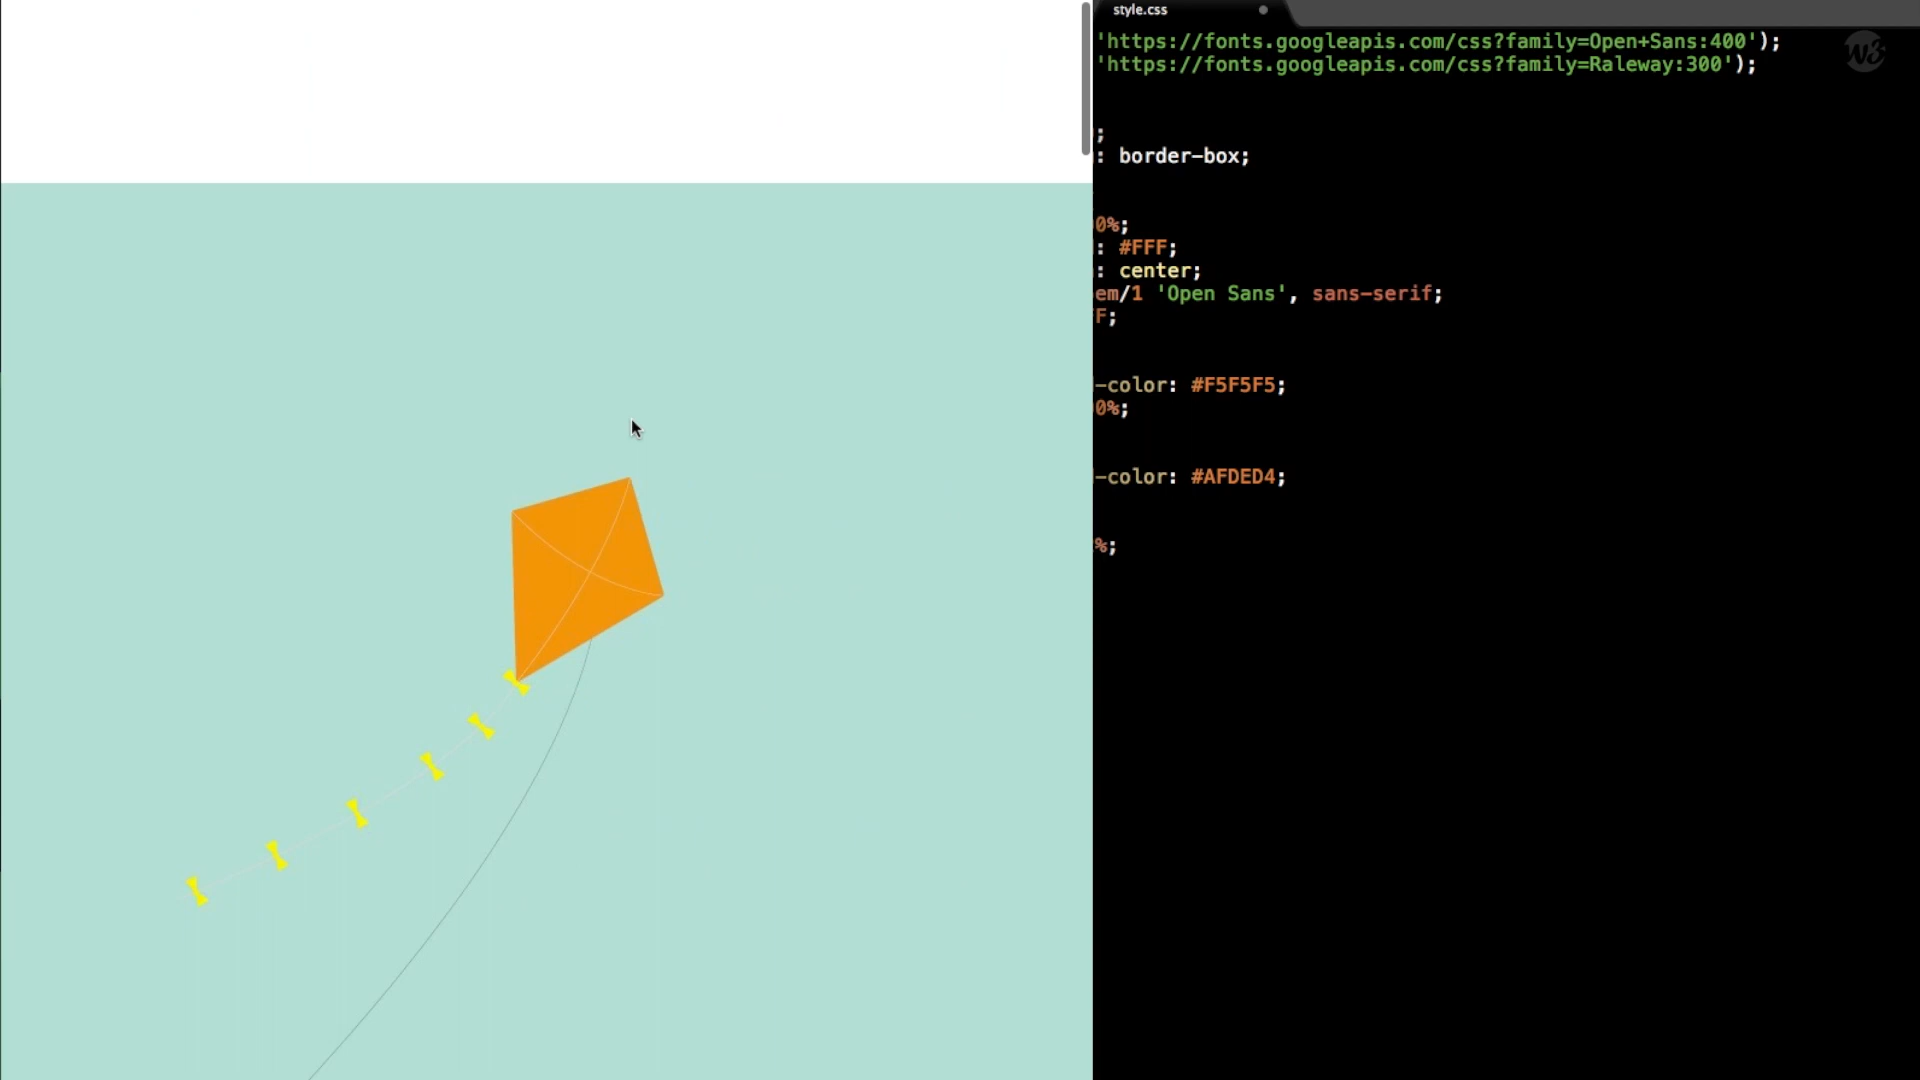 style.css
'https://fonts.googleapis.com/css?family=Open+Sans:400');
'https://fonts.googleapis.com/css?family=Raleway:300');
;
: border-box;
0%;
: #FFF;
: center;
em/1 'Open Sans', sans-serif;
F;
-color: #F5F5F5;
0%;
-color: #AFDED4;
%;